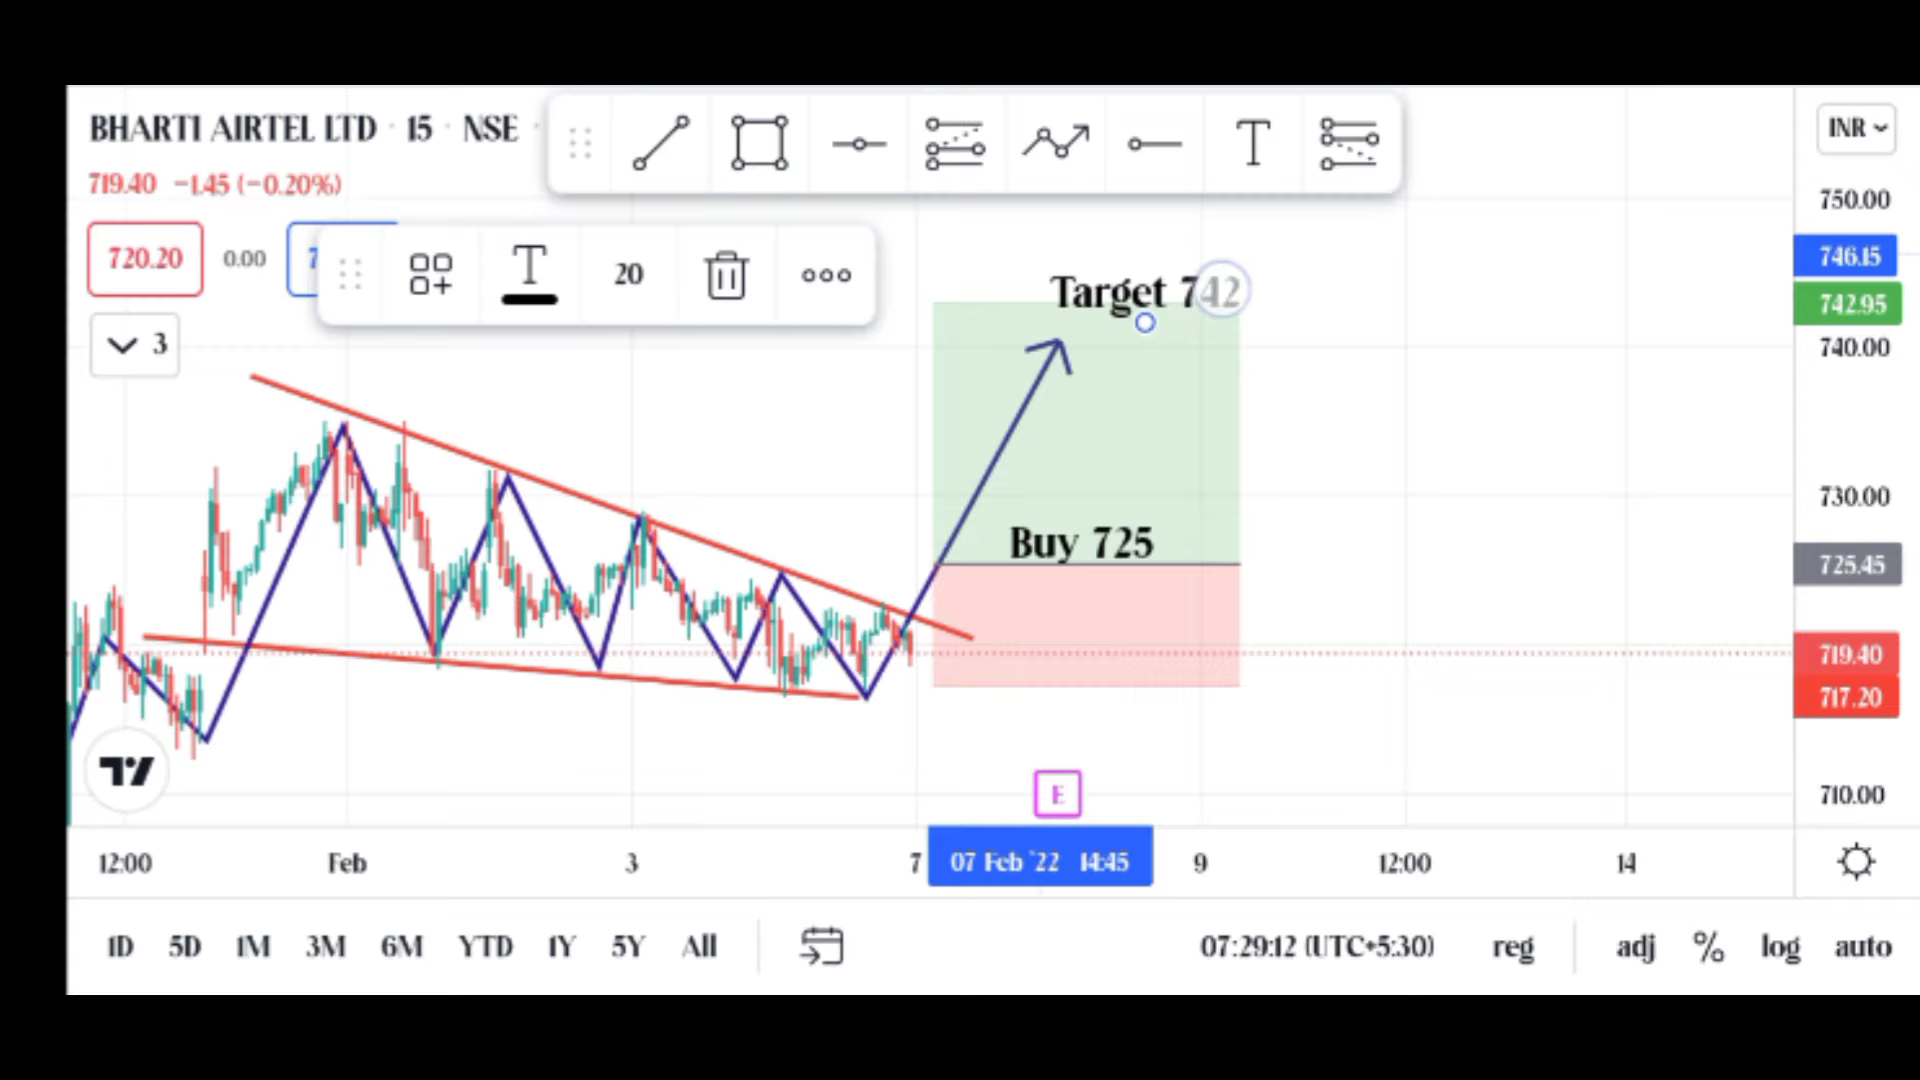 BHARTI AIRTEL LTD · 15 · NSE
INR
719.40 −1.45 (−0.20%)
750.00
720.20 0.00
20
746.15
Target 742
742.95
3
740.00
730.00
Buy 725
725.45
719.40
717.20
E
710.00
12:00 Feb 3 7 07 Feb '22 14:45 9 12:00 14
1D 5D 1M 3M 6M YTD 1Y 5Y All 07:29:12 (UTC+5:30) reg adj % log auto